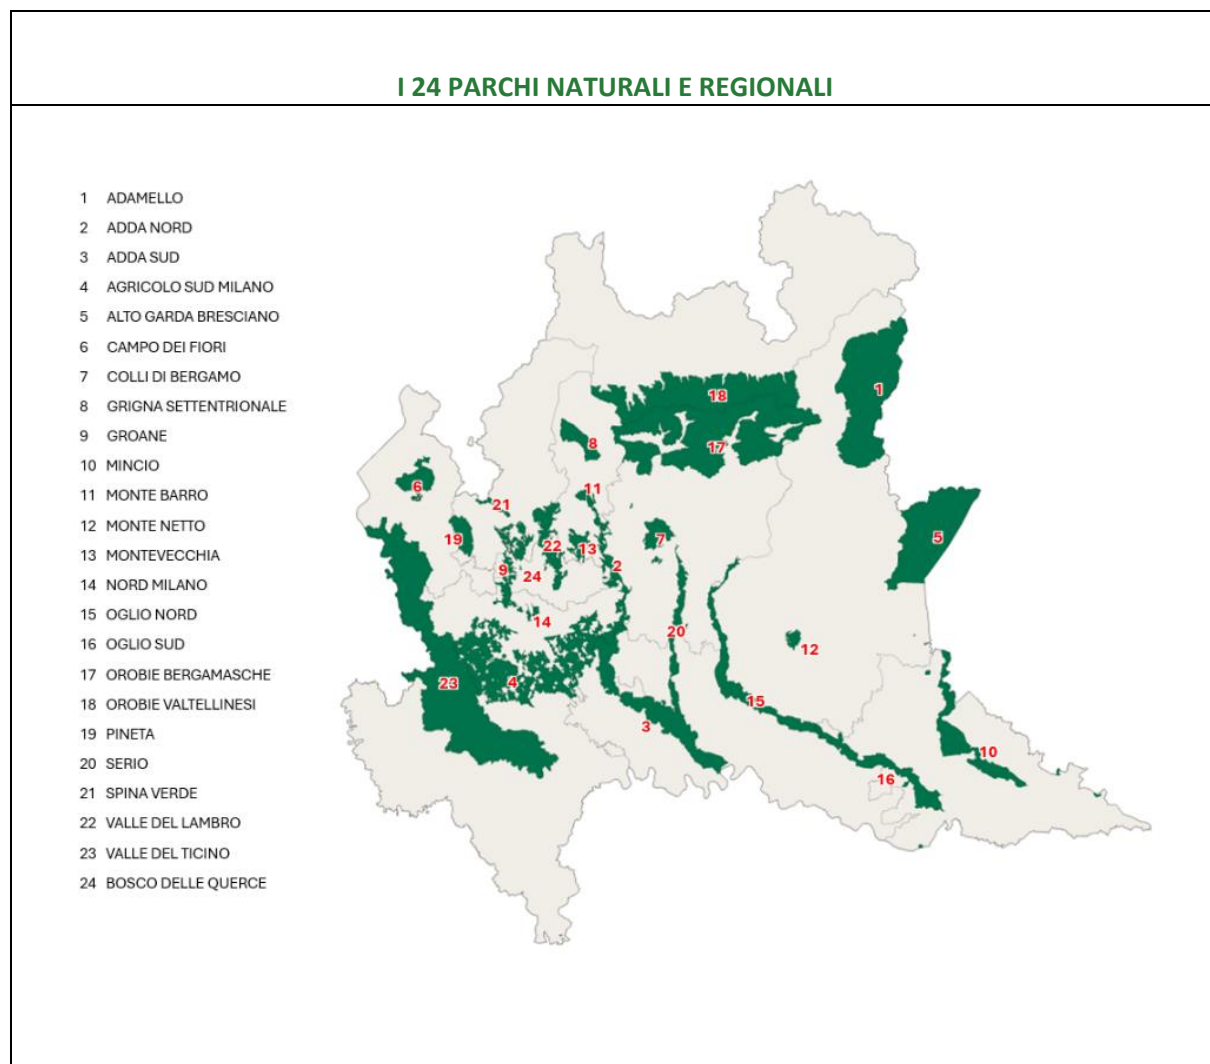 I 24 PARCHI NATURALI E REGIONALI
1 ADAMELLO
2 ADDA NORD
3 ADDA SUD
4 AGRICOLO SUD MILANO
5 ALTO GARDA BRESCIANO
6 CAMPO DEI FIORI
7 COLLI DI BERGAMO
8 GRIGNA SETTENTRIONALE
9 GROANE
10 MINCIO
11 MONTE BARRO
12 MONTE NETTO
13 MONTEVECCHIA
14 NORD MILANO
15 OGLIO NORD
16 OGLIO SUD
17 OROBIE BERGAMASCHE
18 OROBIE VALTELLINESI
19 PINETA
20 SERIO
21 SPINA VERDE
22 VALLE DEL LAMBRO
23 VALLE DEL TICINO
24 BOSCO DELLE QUERCE
1
18
8
17
6
11
21
19
22
13
7
5
9
24
2
14
20
12
23
4
15
3
10
16